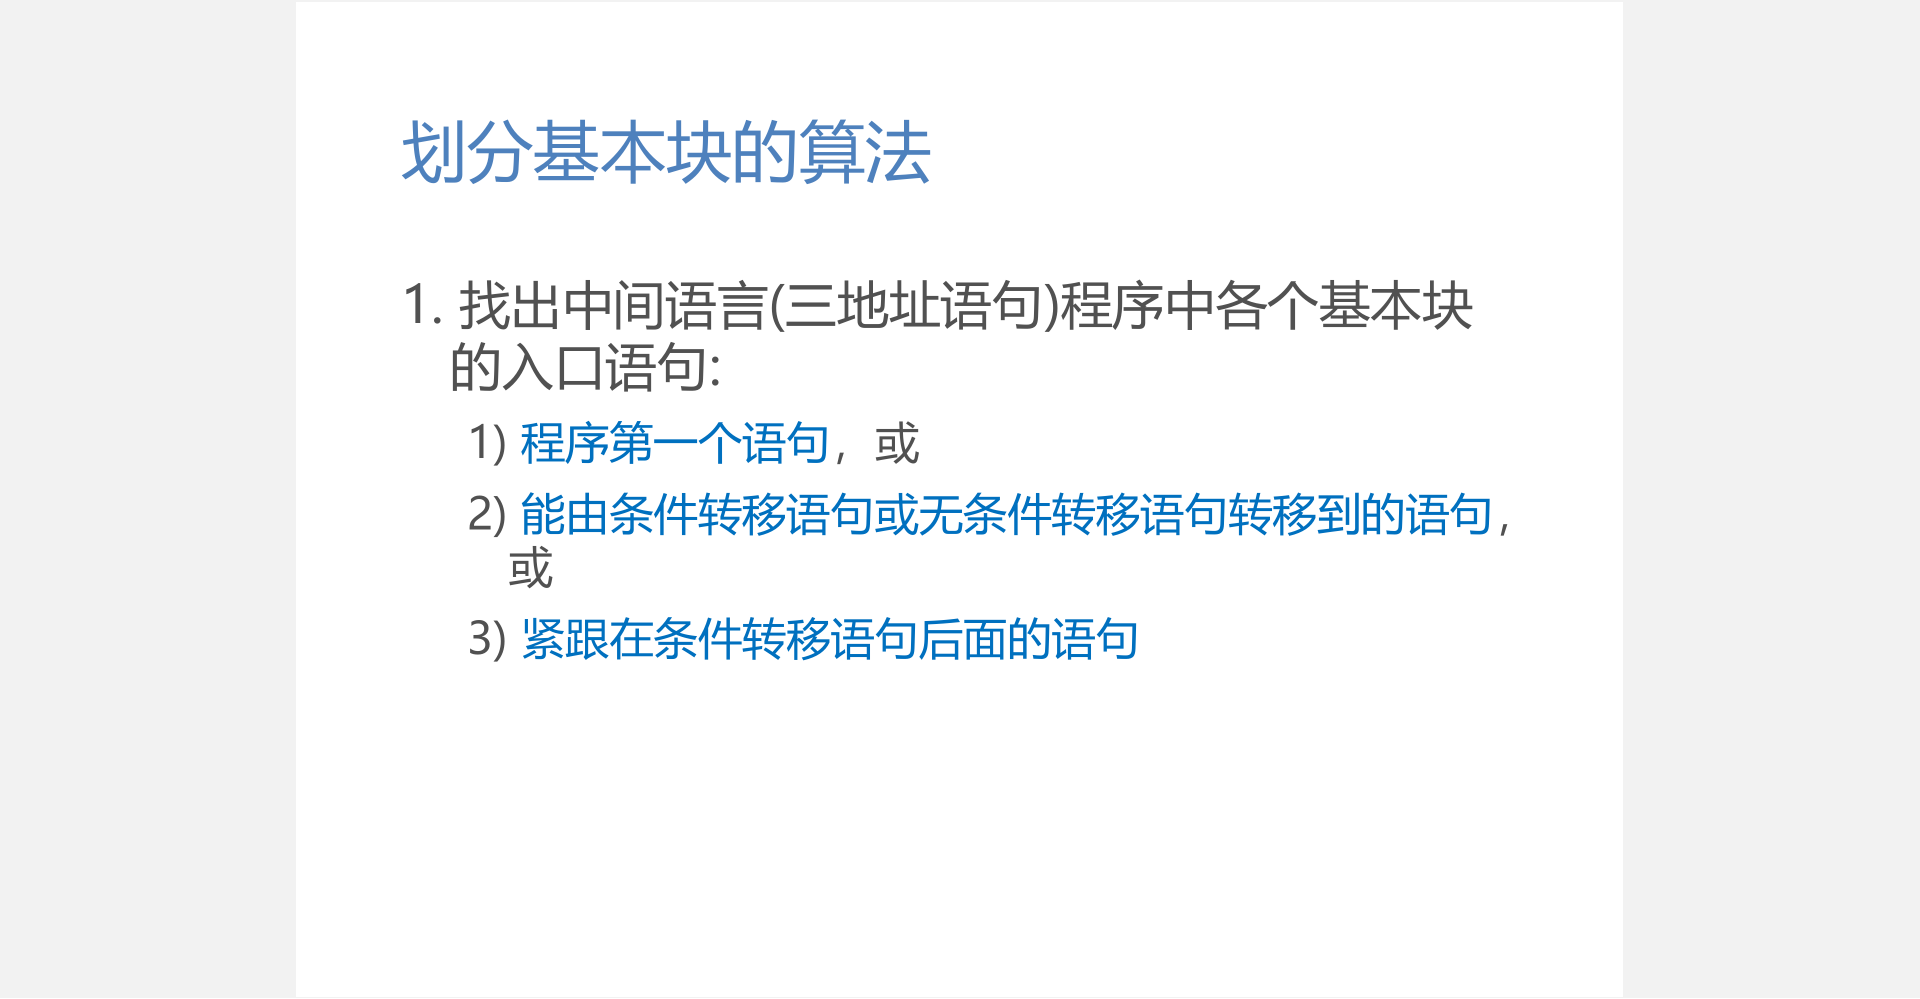 划分基本块的算法
1. 找出中间语言(三地址语句)程序中各个基本块
的入口语句:
1) 程序第一个语句，或
2) 能由条件转移语句或无条件转移语句转移到的语句，
或
3) 紧跟在条件转移语句后面的语句